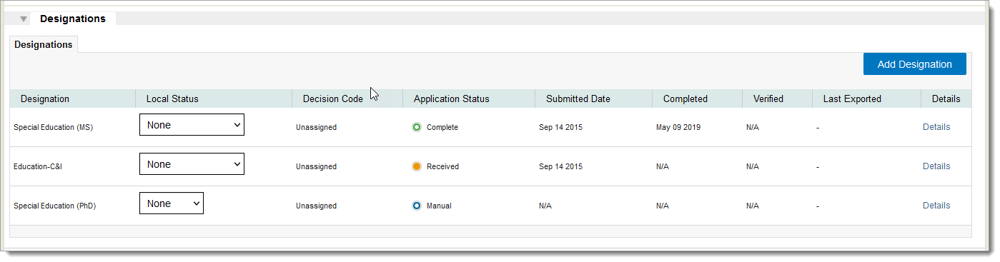 Designations
Designations
Add Designation
Designation Local Status Decision Code Application Status Submitted Date Completed Verified Last Exported Details
Special Education (MS) None Unassigned Complete Sep 14 2015 May 09 2019 N/A - Details
Education-C&I None Unassigned Received Sep 14 2015 N/A N/A - Details
Special Education (PhD) None Unassigned Manual N/A N/A N/A - Details